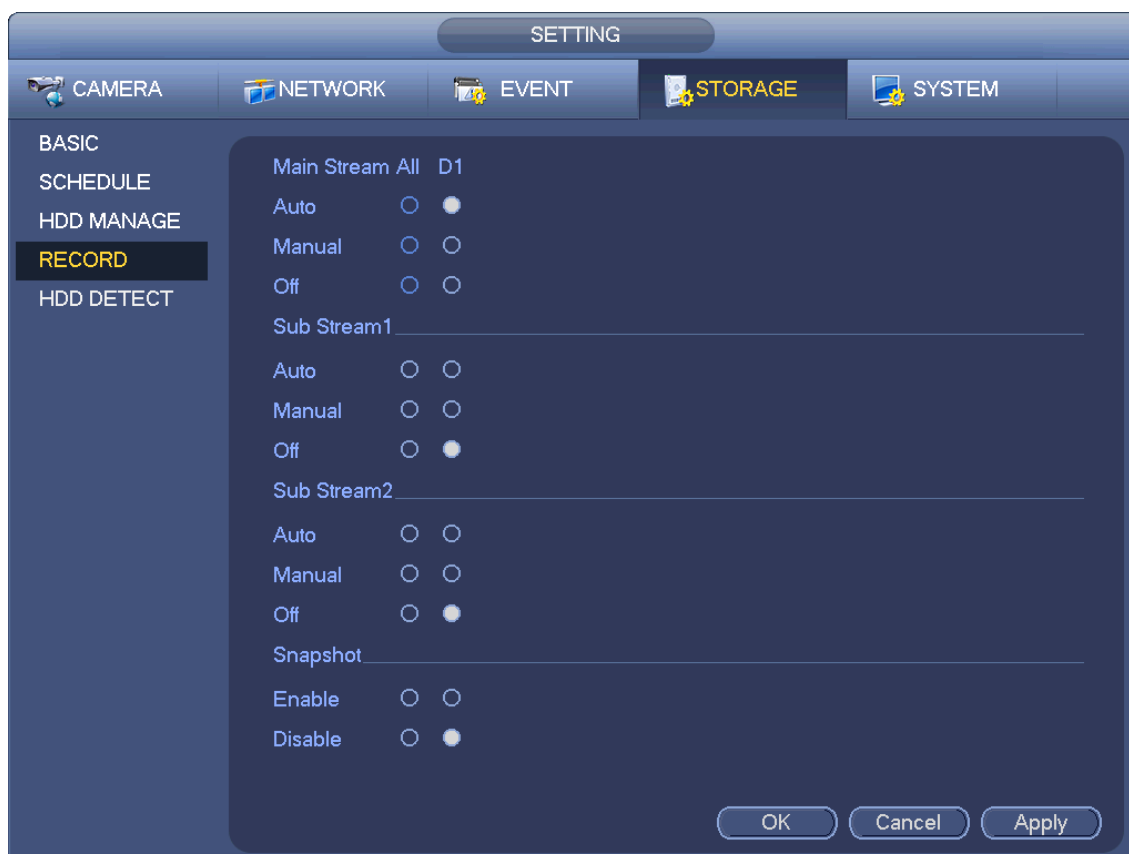 SETTING
CAMERA NETWORK EVENT STORAGE SYSTEM
BASIC
SCHEDULE
HDD MANAGE
RECORD
HDD DETECT
Main Stream All D1
Auto
Manual
Off
Sub Stream1
Auto
Manual
Off
Sub Stream2
Auto
Manual
Off
Snapshot
Enable
Disable
OK Cancel Apply